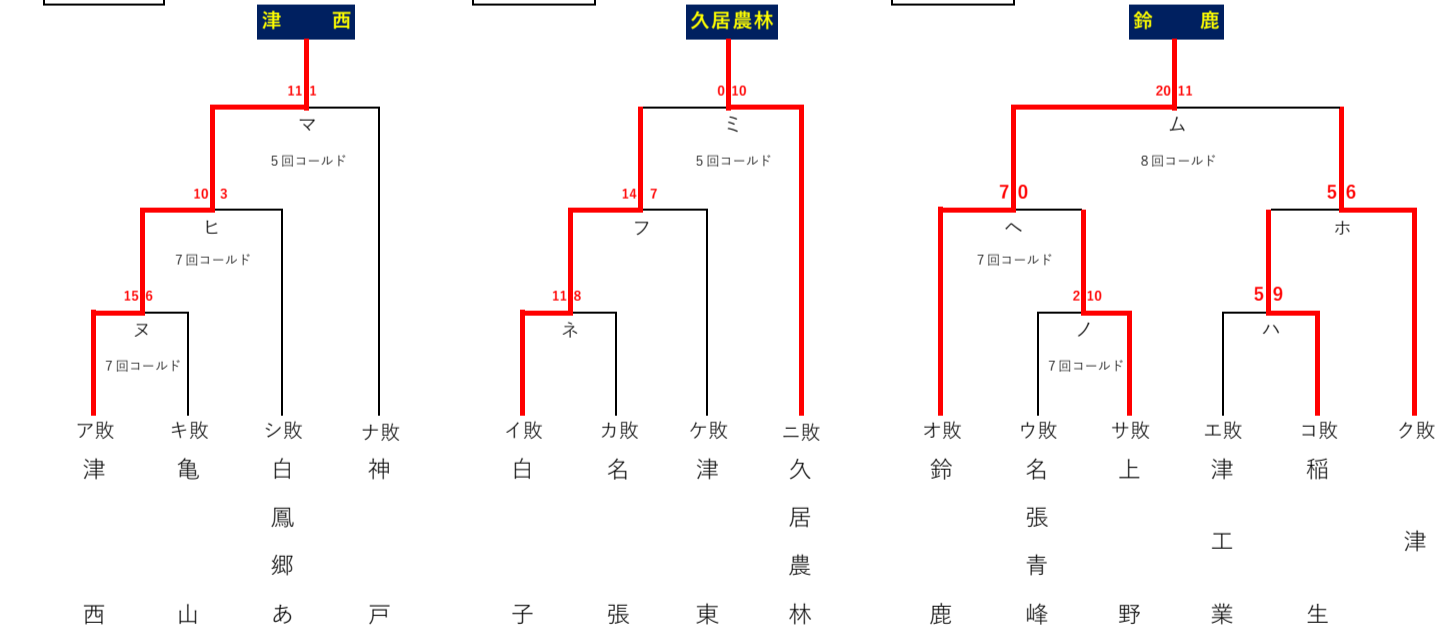 津 西
久居農林
鈴 鹿
11 1
0 10
20 11
マ
ミ
ム
5回コールド
5回コールド
8回コールド
10 3
14 7
7 0
5 6
ヒ
フ
ヘ
ホ
7回コールド
7回コールド
15 6
11 8
2 10
5 9
ヌ
ネ
ノ
ハ
7回コールド
7回コールド
ア敗
キ敗
シ敗
ナ敗
イ敗
カ敗
ケ敗
ニ敗
オ敗
ウ敗
サ敗
エ敗
コ敗
ク敗
津西
亀山
白鳳郷あ
神戸
白子
名張
津東
久居農林
鈴鹿
名張青峰
上野
津工業
稲生
津